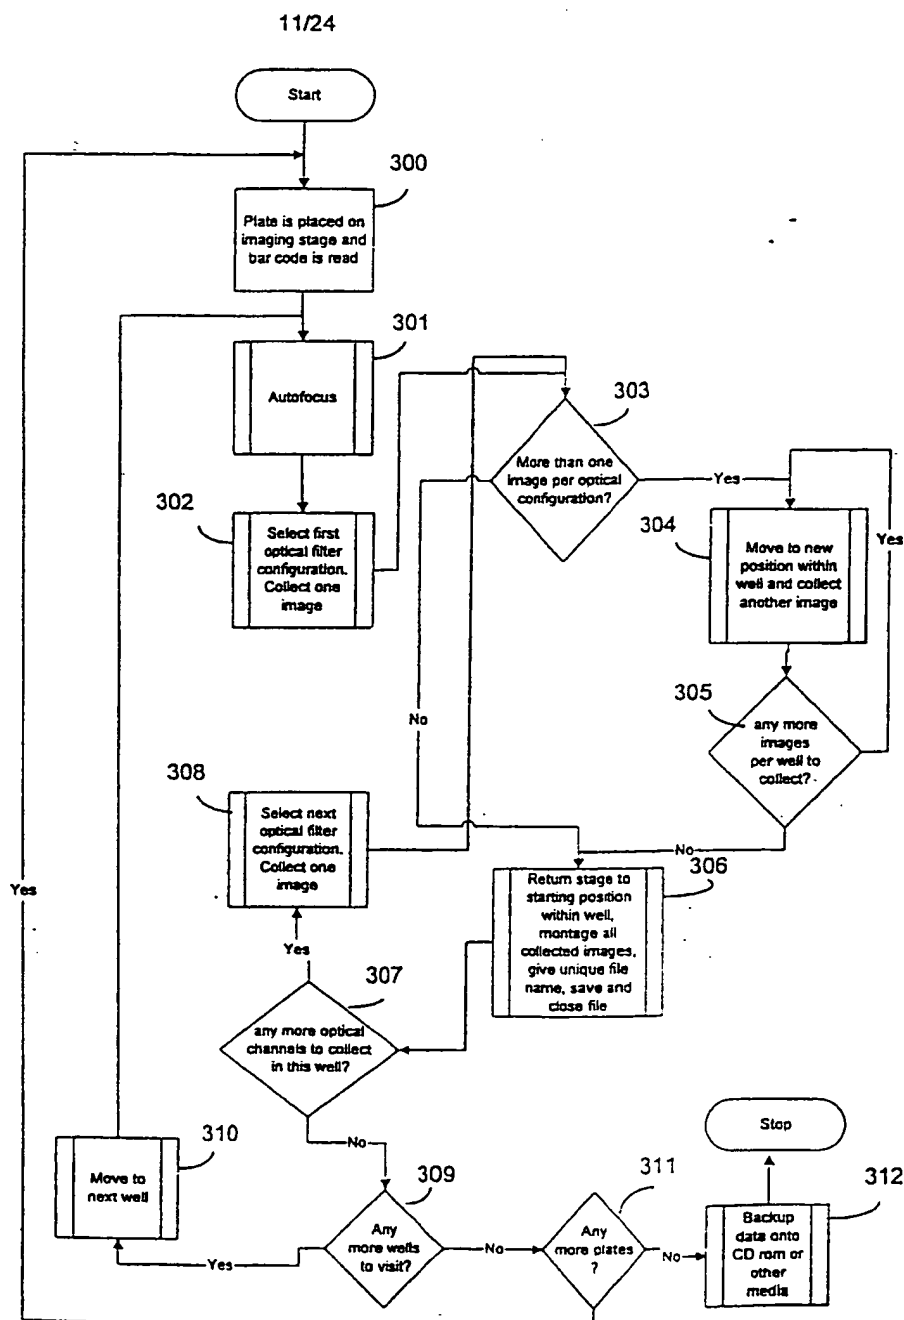 11/24
Start
300
Plate is placed on
imaging stage and
bar code is read
301
Autofocus
302
Select first
optical filter
configuration.
Collect one
image
303
More than one
image per optical
configuration?
Yes
304
Move to new
position within
well and collect
another image
Yes
305
any more
images
per well to
collect?
No
No
306
Return stage to
starting position
within well,
montage all
collected images,
give unique file
name, save and
close file
308
Select next
optical filter
configuration.
Collect one
image
Yes
Yes
307
any more optical
channels to collect
in this well?
No
310
Move to
next well
309
Any
more wells
to visit?
Yes
No
311
Any
more plates
?
No
Stop
312
Backup
data onto
CD rom or
other
media